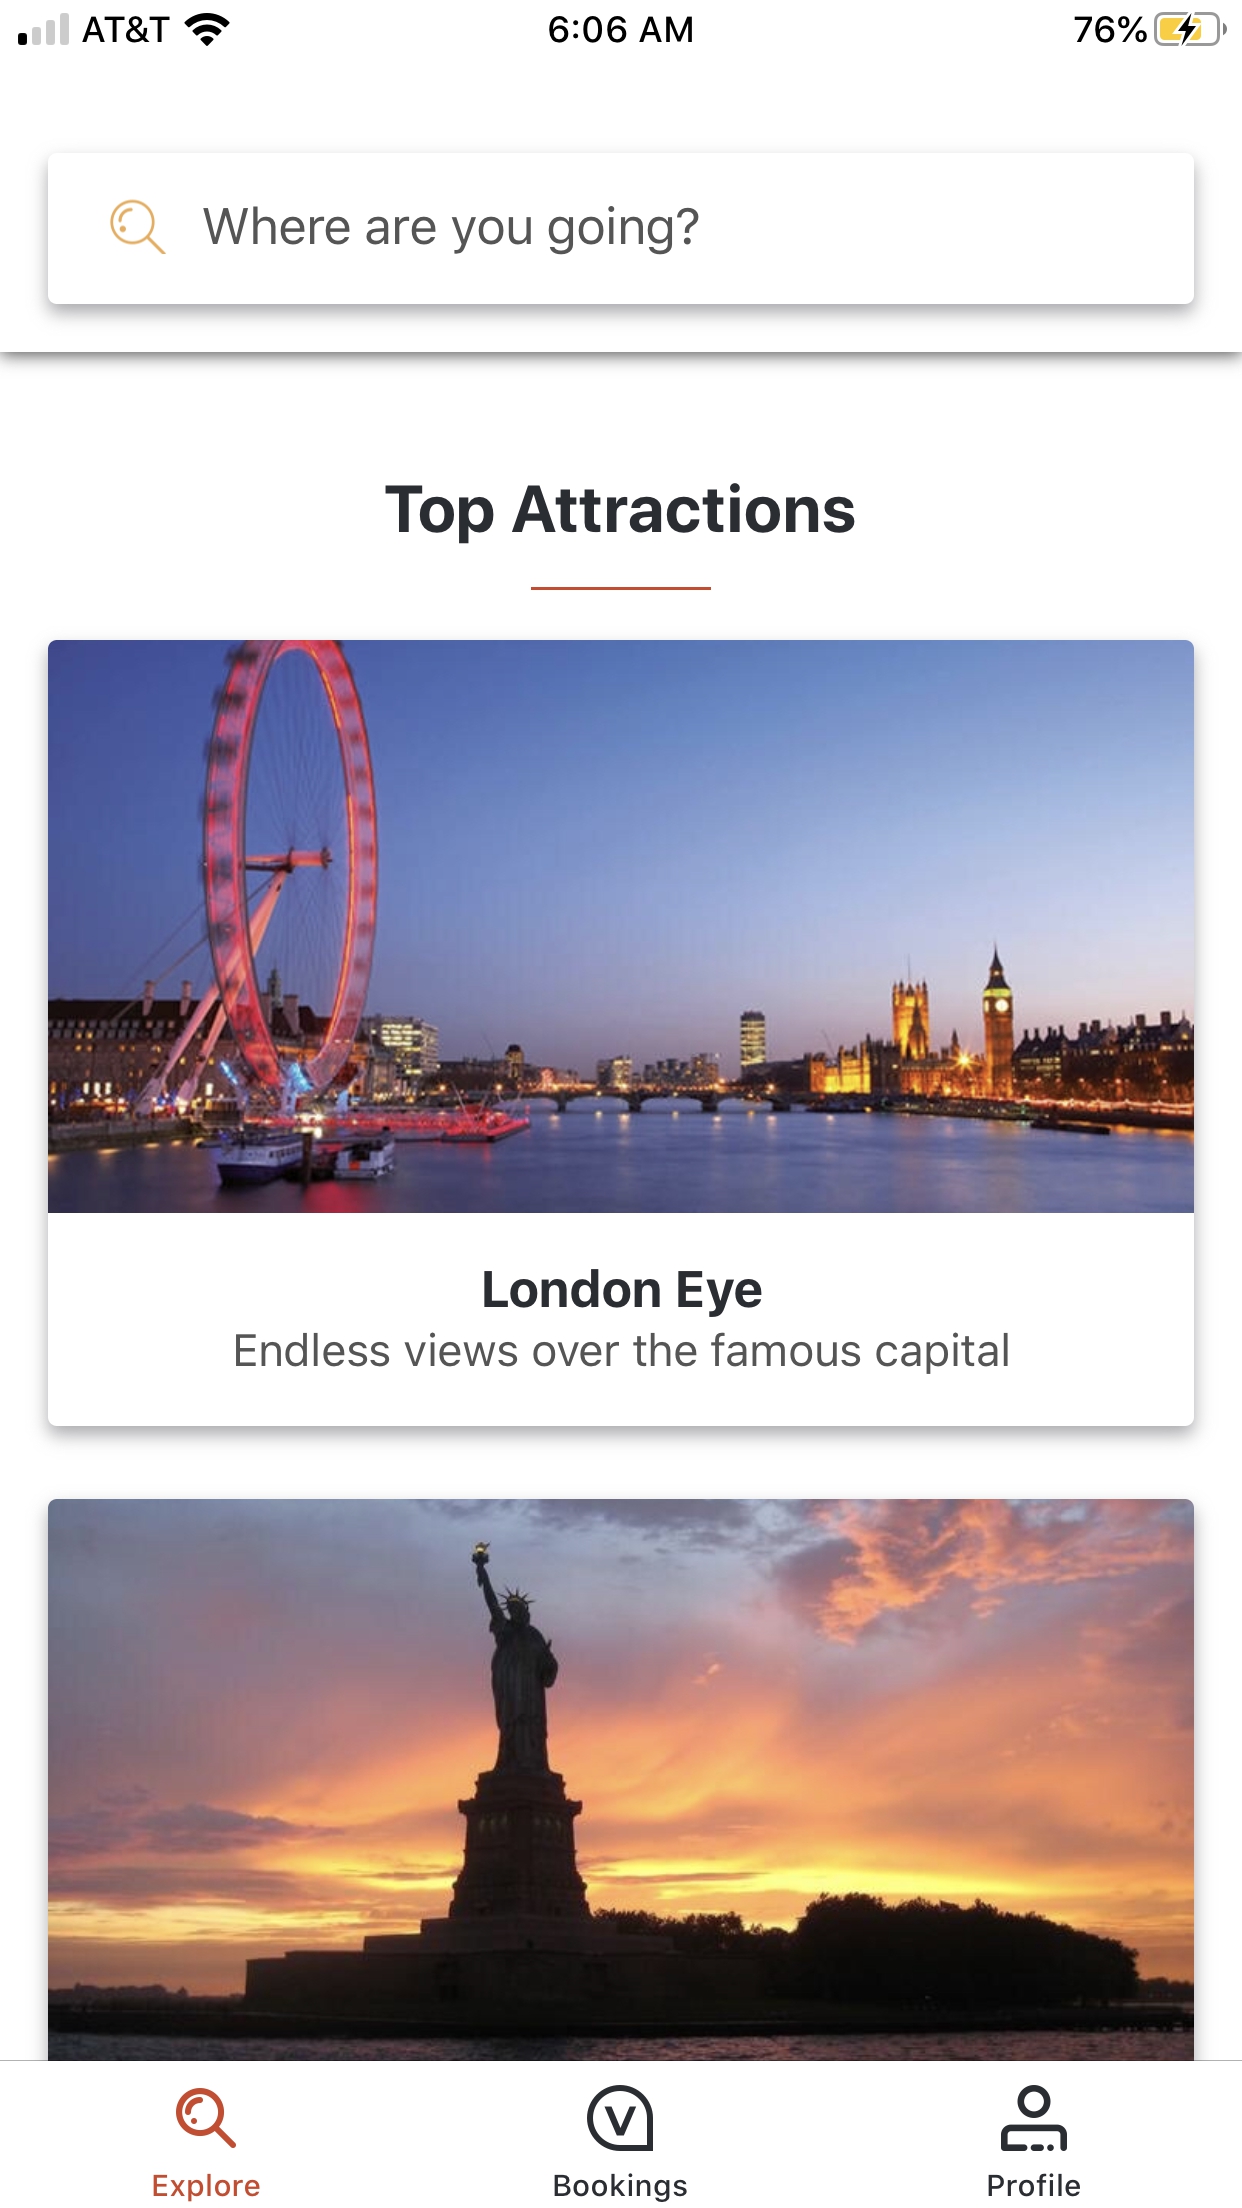 AT&T 6:06 AM 76%
Where are you going?
Top Attractions
London Eye
Endless views over the famous capital
Explore Bookings Profile